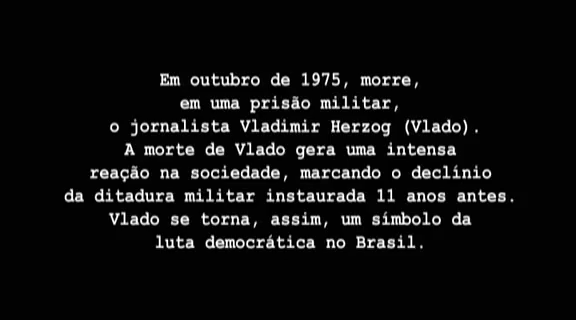 Em outubro de 1975, morre,
em uma prisão militar,
o jornalista Vladimir Herzog (Vlado).
A morte de Vlado gera uma intensa
reação na sociedade, marcando o declínio
da ditadura militar instaurada 11 anos antes.
Vlado se torna, assim, um símbolo da
luta democrática no Brasil.